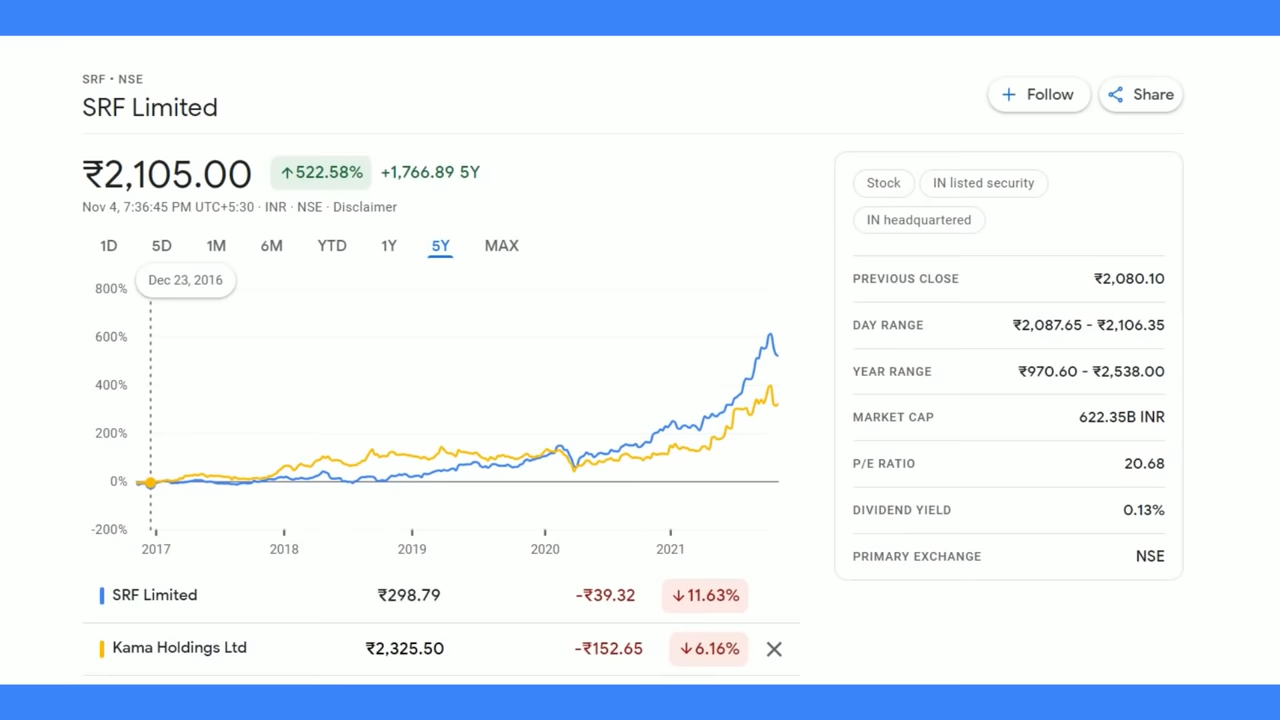 SRF • NSE
SRF Limited
+ Follow
Share
₹2,105.00 ↑522.58% +1,766.89 5Y
Nov 4, 7:36:45 PM UTC+5:30 · INR · NSE · Disclaimer
1D 5D 1M 6M YTD 1Y 5Y MAX
Dec 23, 2016
800%
600%
400%
200%
0%
-200%
2017 2018 2019 2020 2021
SRF Limited ₹298.79 -₹39.32 ↓11.63%
Kama Holdings Ltd ₹2,325.50 -₹152.65 ↓6.16%
Stock IN listed security
IN headquartered
PREVIOUS CLOSE ₹2,080.10
DAY RANGE ₹2,087.65 - ₹2,106.35
YEAR RANGE ₹970.60 - ₹2,538.00
MARKET CAP 622.35B INR
P/E RATIO 20.68
DIVIDEND YIELD 0.13%
PRIMARY EXCHANGE NSE